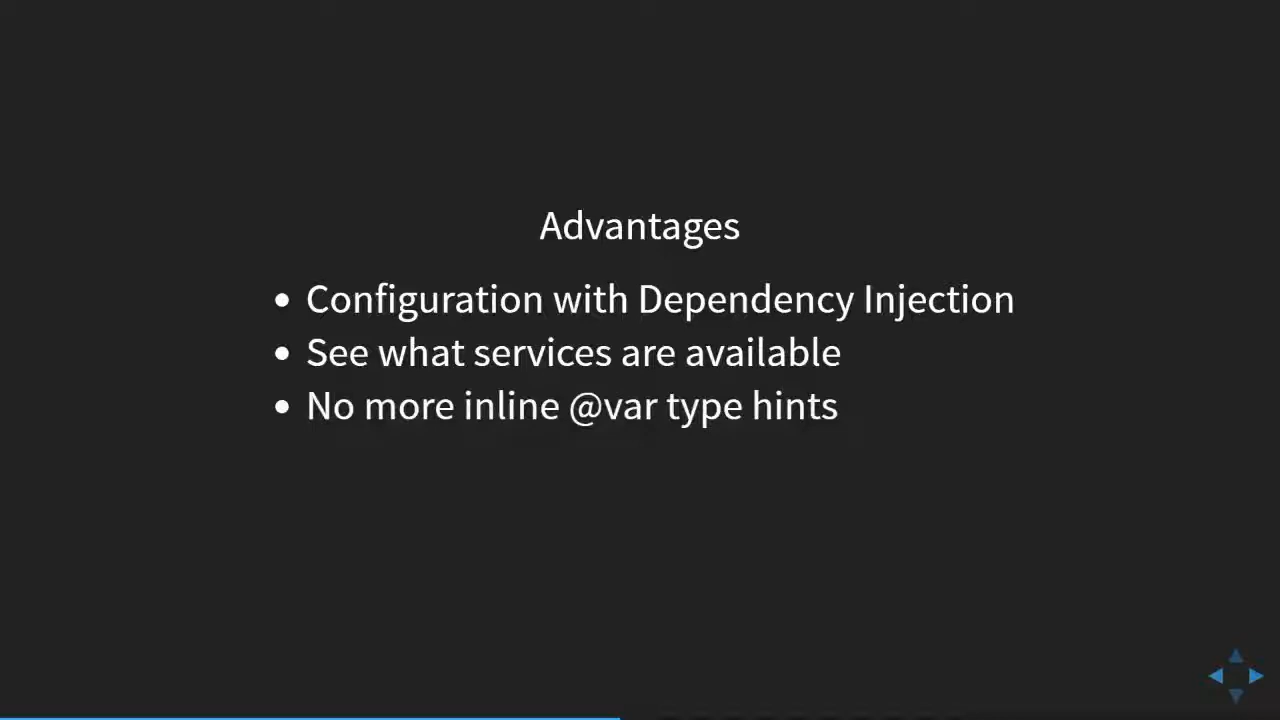 Advantages
• Configuration with Dependency Injection
• See what services are available
• No more inline @var type hints